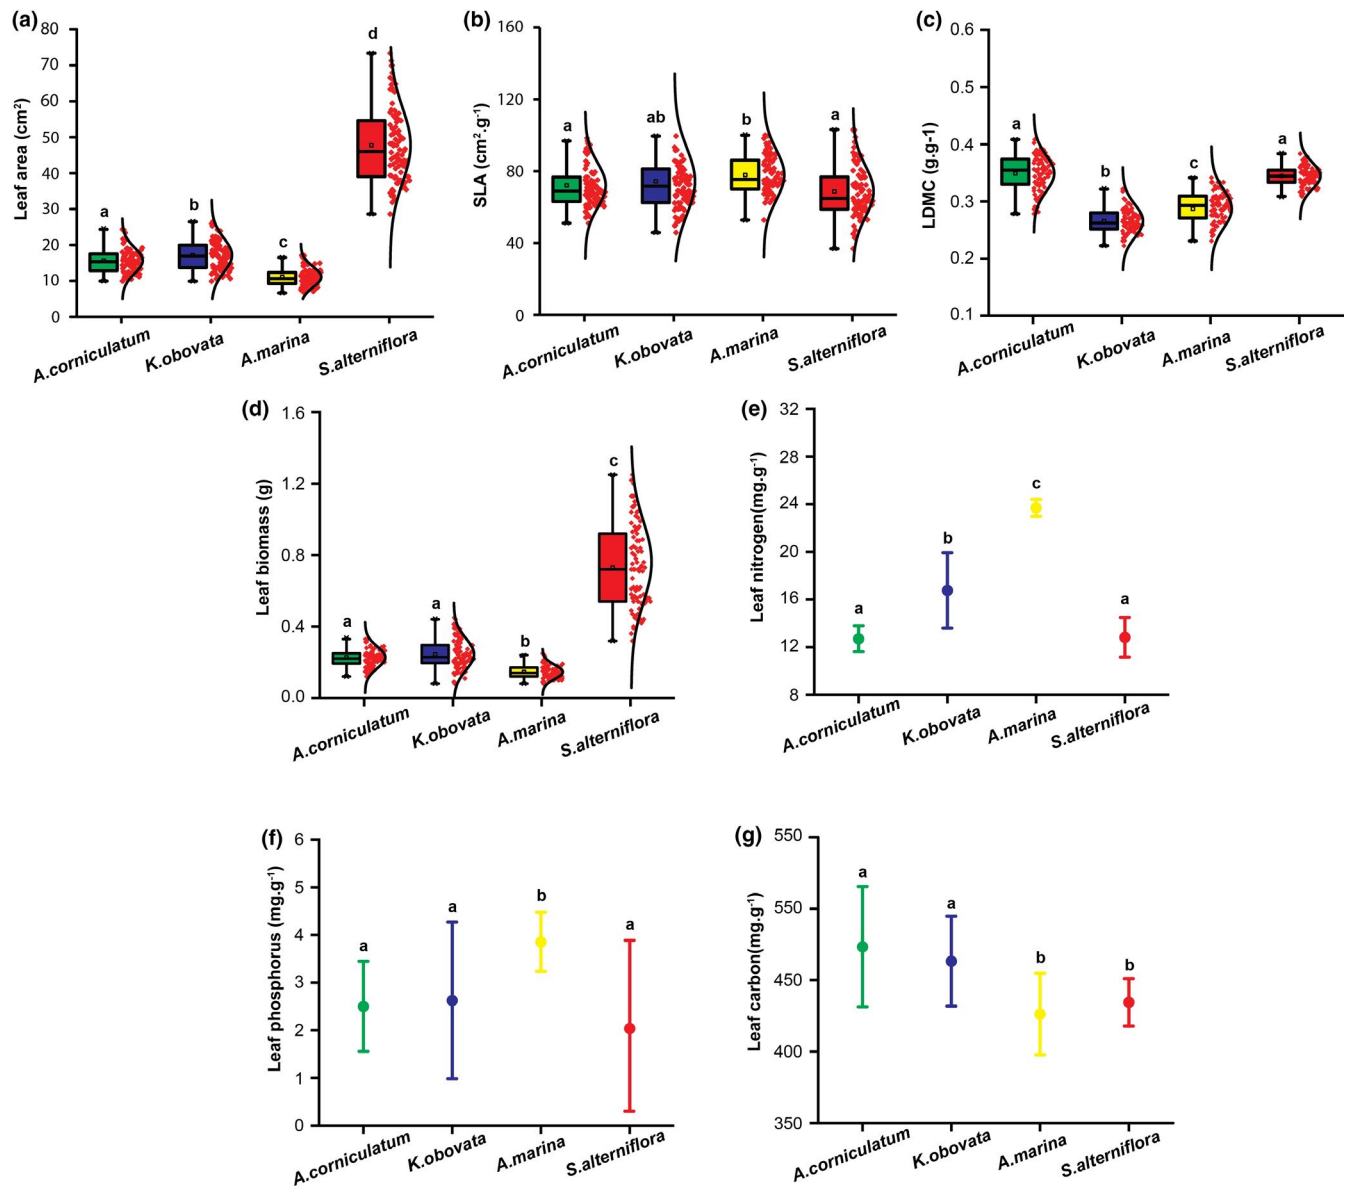 (a)
Leaf area (cm²)
80
70
60
50
40
30
20
10
0
a
b
c
d
A.corniculatum
K.obovata
A.marina
S.alterniflora
(b)
SLA (cm².g⁻¹)
160
120
80
40
0
a
ab
b
a
A.corniculatum
K.obovata
A.marina
S.alterniflora
(c)
LDMC (g.g-1)
0.6
0.5
0.4
0.3
0.2
0.1
a
b
c
a
A.corniculatum
K.obovata
A.marina
S.alterniflora
(d)
Leaf biomass (g)
1.6
1.2
0.8
0.4
0.0
a
a
b
c
A.corniculatum
K.obovata
A.marina
S.alterniflora
(e)
Leaf nitrogen(mg.g⁻¹)
32
28
24
20
16
12
8
a
b
c
a
A.corniculatum
K.obovata
A.marina
S.alterniflora
(f)
Leaf phosphorus (mg.g⁻¹)
6
5
4
3
2
1
0
a
a
b
a
A.corniculatum
K.obovata
A.marina
S.alterniflora
(g)
Leaf carbon(mg.g⁻¹)
550
550
450
400
350
a
a
b
b
A.corniculatum
K.obovata
A.marina
S.alterniflora